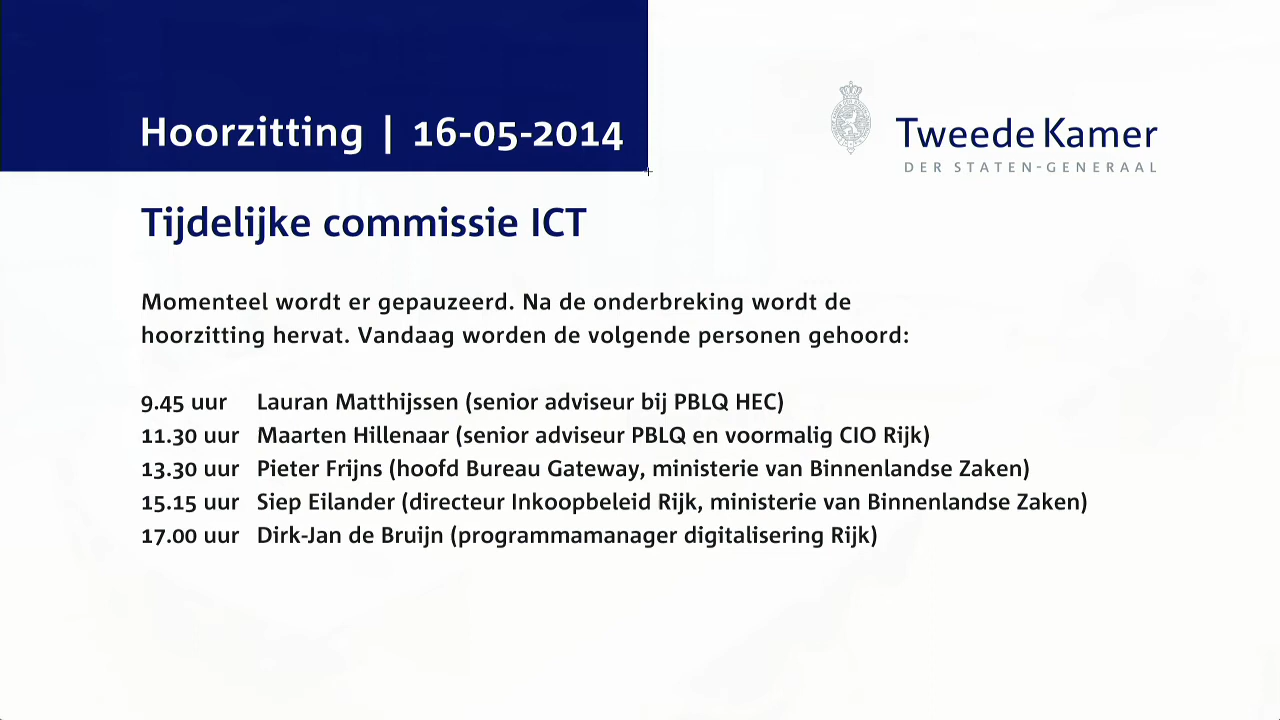 Hoorzitting | 16-05-2014
Tweede Kamer
DER STATEN-GENERAAL
Tijdelijke commissie ICT
Momenteel wordt er gepauzeerd. Na de onderbreking wordt de
hoorzitting hervat. Vandaag worden de volgende personen gehoord:
9.45 uur Lauran Matthijssen (senior adviseur bij PBLQ HEC)
11.30 uur Maarten Hillenaar (senior adviseur PBLQ en voormalig CIO Rijk)
13.30 uur Pieter Frijns (hoofd Bureau Gateway, ministerie van Binnenlandse Zaken)
15.15 uur Siep Eilander (directeur Inkoopbeleid Rijk, ministerie van Binnenlandse Zaken)
17.00 uur Dirk-Jan de Bruijn (programmamanager digitalisering Rijk)